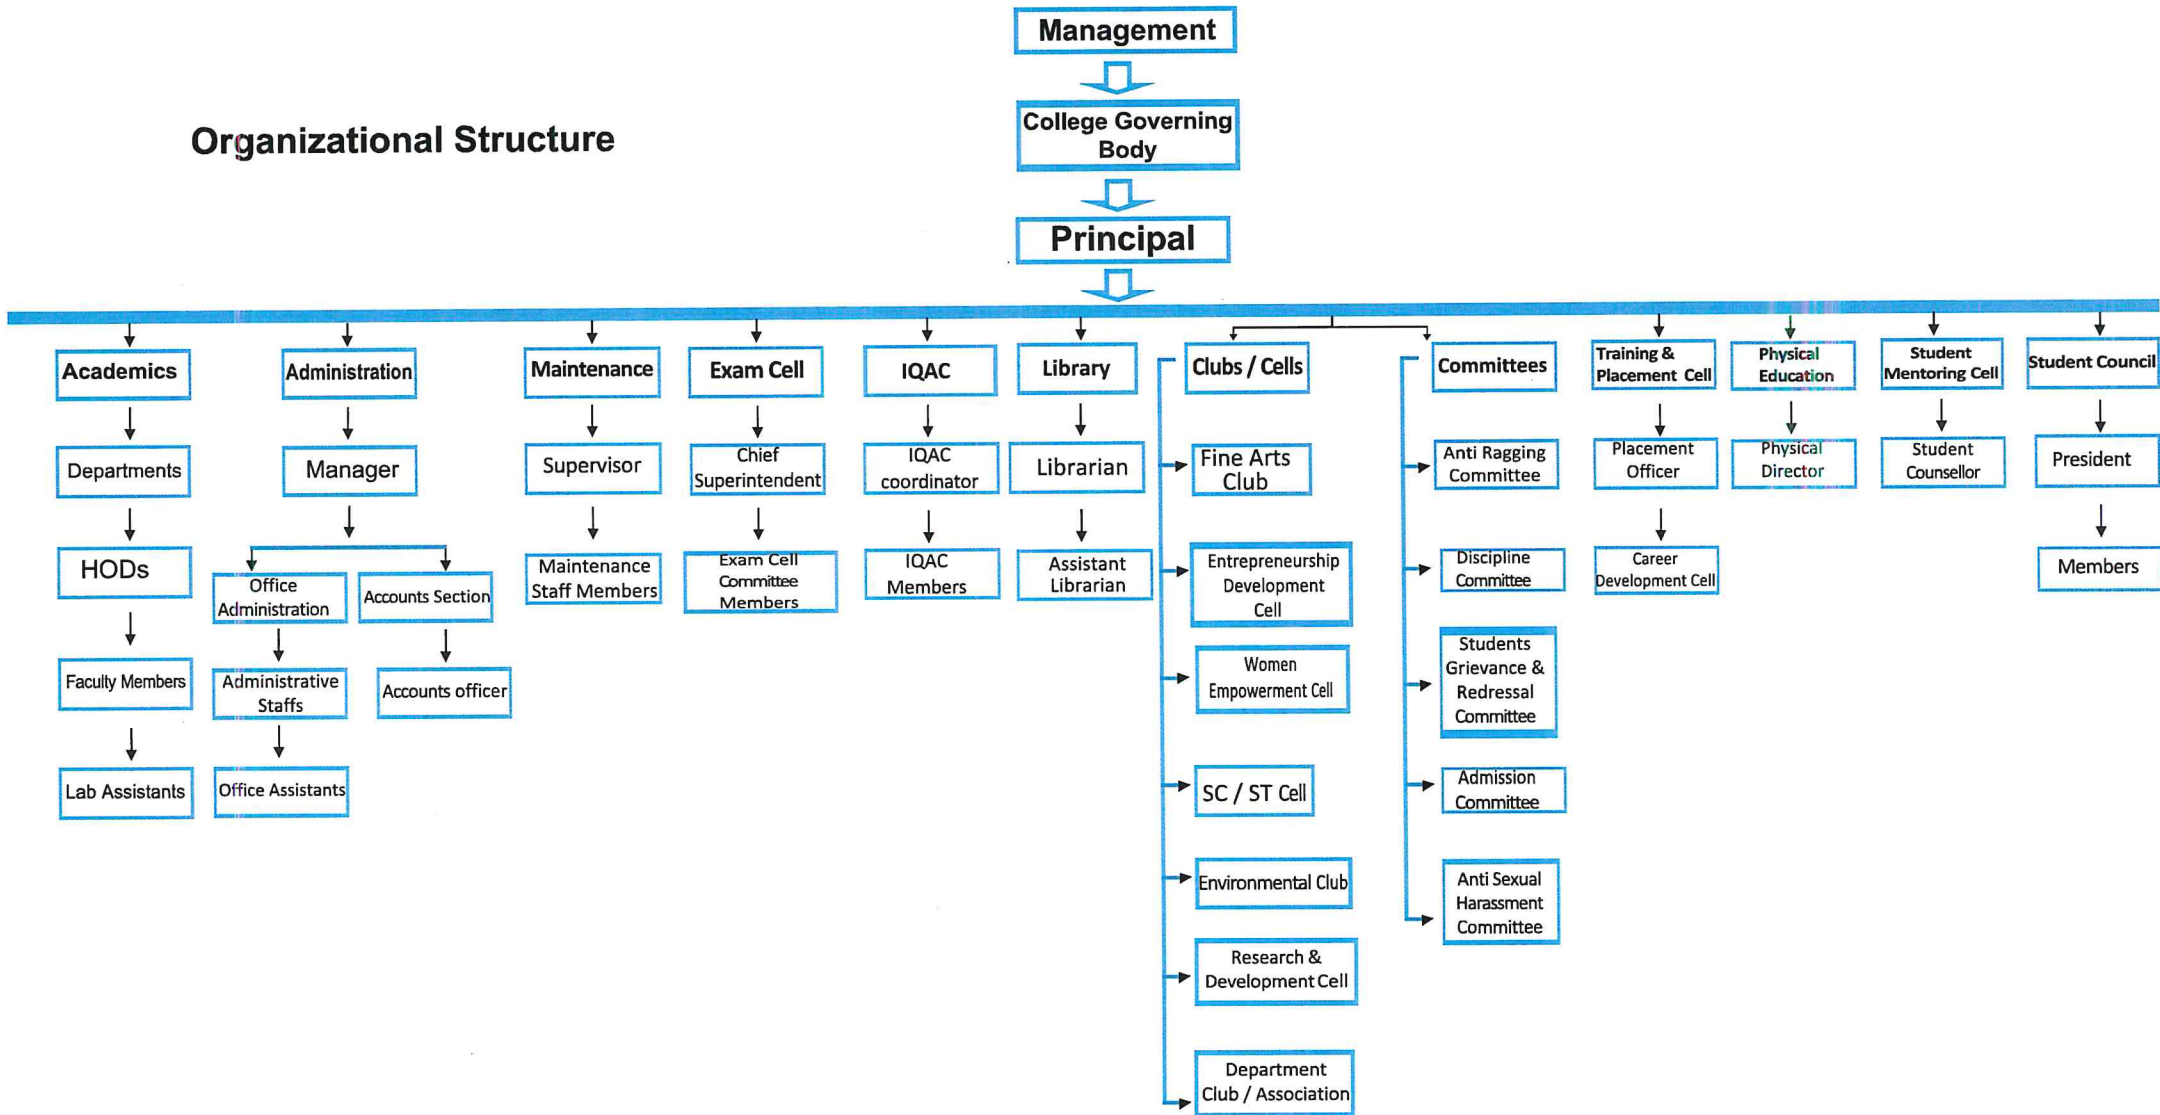 Management
College Governing
Body
Organizational Structure
Principal
Academics
Departments
HODs
Faculty Members
Lab Assistants
Administration
Manager
Office
Administration
Administrative
Staffs
Office Assistants
Accounts Section
Accounts officer
Maintenance
Supervisor
Maintenance
Staff Members
Exam Cell
Chief
Superintendent
Exam Cell
Committee
Members
IQAC
IQAC
coordinator
IQAC
Members
Library
Librarian
Assistant
Librarian
Clubs / Cells
Fine Arts
Club
Entrepreneurship
Development
Cell
Women
Empowerment Cell
SC / ST Cell
Environmental Club
Research &
Development Cell
Department
Club / Association
Committees
Anti Ragging
Committee
Discipline
Committee
Students
Grievance &
Redressal
Committee
Admission
Committee
Anti Sexual
Harassment
Committee
Training &
Placement Cell
Placement
Officer
Career
Development Cell
Physical
Education
Physical
Director
Student
Mentoring Cell
Student
Counsellor
Student Council
President
Members